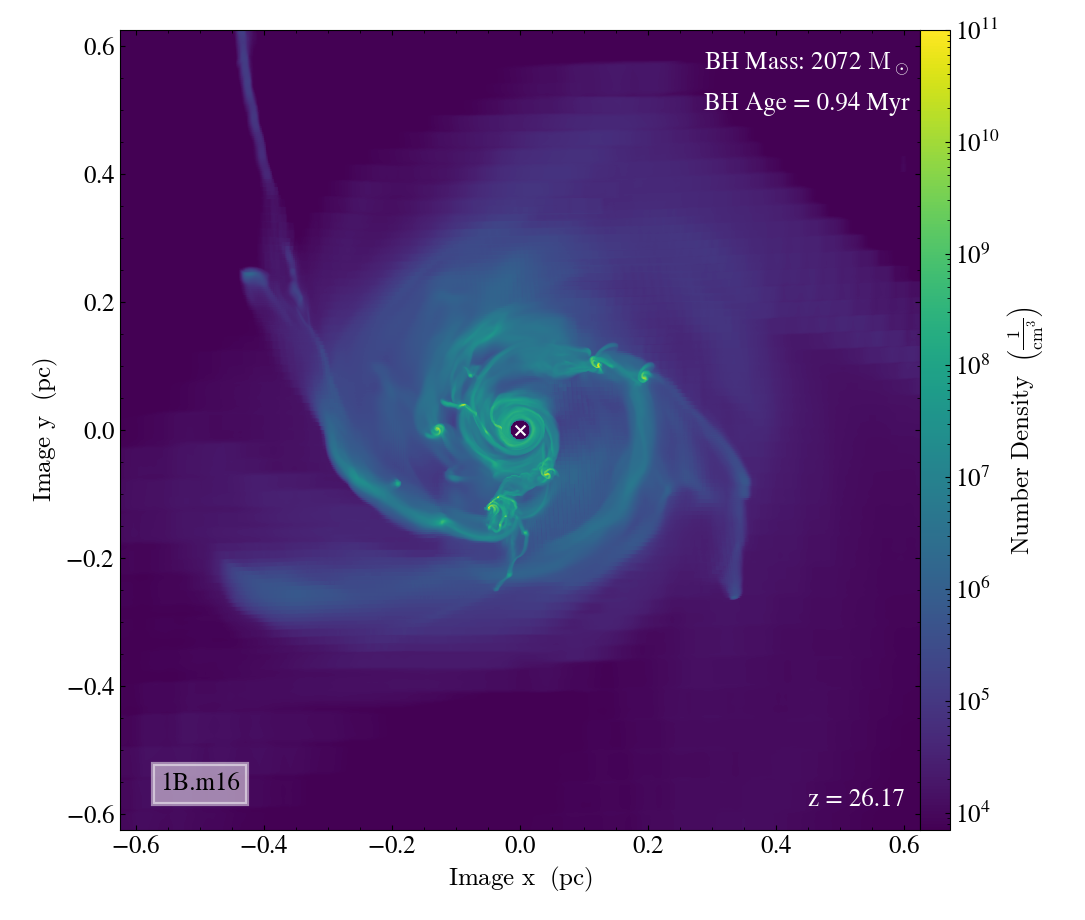 BH Mass: 2072 M⊙
BH Age = 0.94 Myr
1B.m16
z = 26.17
0.6
0.4
0.2
0.0
−0.2
−0.4
−0.6
Image y (pc)
−0.6 −0.4 −0.2 0.0 0.2 0.4 0.6
Image x (pc)
10¹¹
10¹⁰
10⁹
10⁸
10⁷
10⁶
10⁵
10⁴
Number Density (1/cm³)